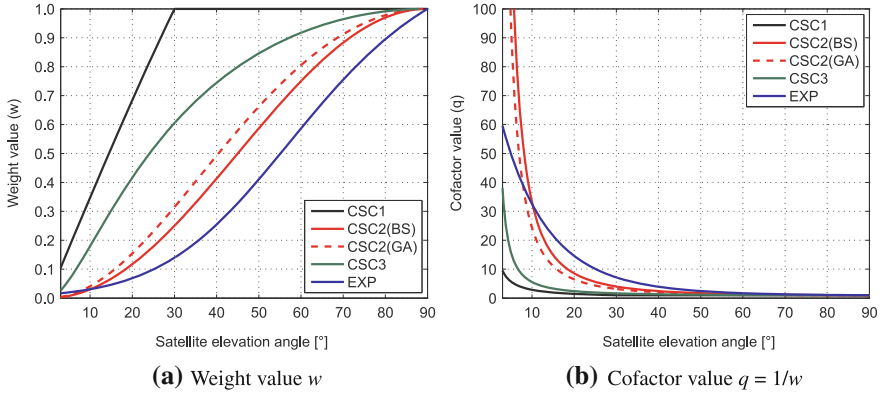 1.0
0.9
0.8
0.7
0.6
0.5
0.4
0.3
0.2
0.1
0.0
Weight value (w)
10 20 30 40 50 60 70 80 90
Satellite elevation angle [°]
CSC1
CSC2(BS)
CSC2(GA)
CSC3
EXP
(a) Weight value w
100
90
80
70
60
50
40
30
20
10
0
Cofactor value (q)
10 20 30 40 50 60 70 80 90
Satellite elevation angle [°]
CSC1
CSC2(BS)
CSC2(GA)
CSC3
EXP
(b) Cofactor value q = 1/w